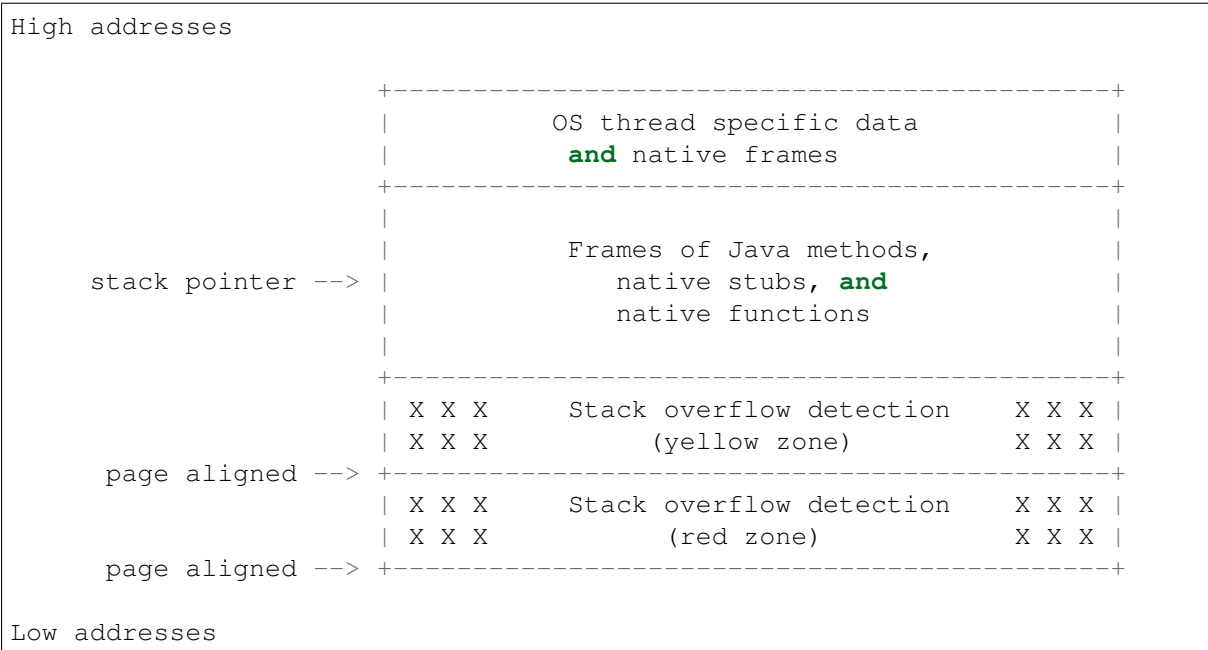 High addresses
+---------------------------------------------+
| OS thread specific data |
| and native frames |
+---------------------------------------------+
| |
| Frames of Java methods, |
stack pointer --> | native stubs, and |
| native functions |
| |
+---------------------------------------------+
| X X X Stack overflow detection X X X |
| X X X (yellow zone) X X X |
page aligned --> +---------------------------------------------+
| X X X Stack overflow detection X X X |
| X X X (red zone) X X X |
page aligned --> +---------------------------------------------+
Low addresses